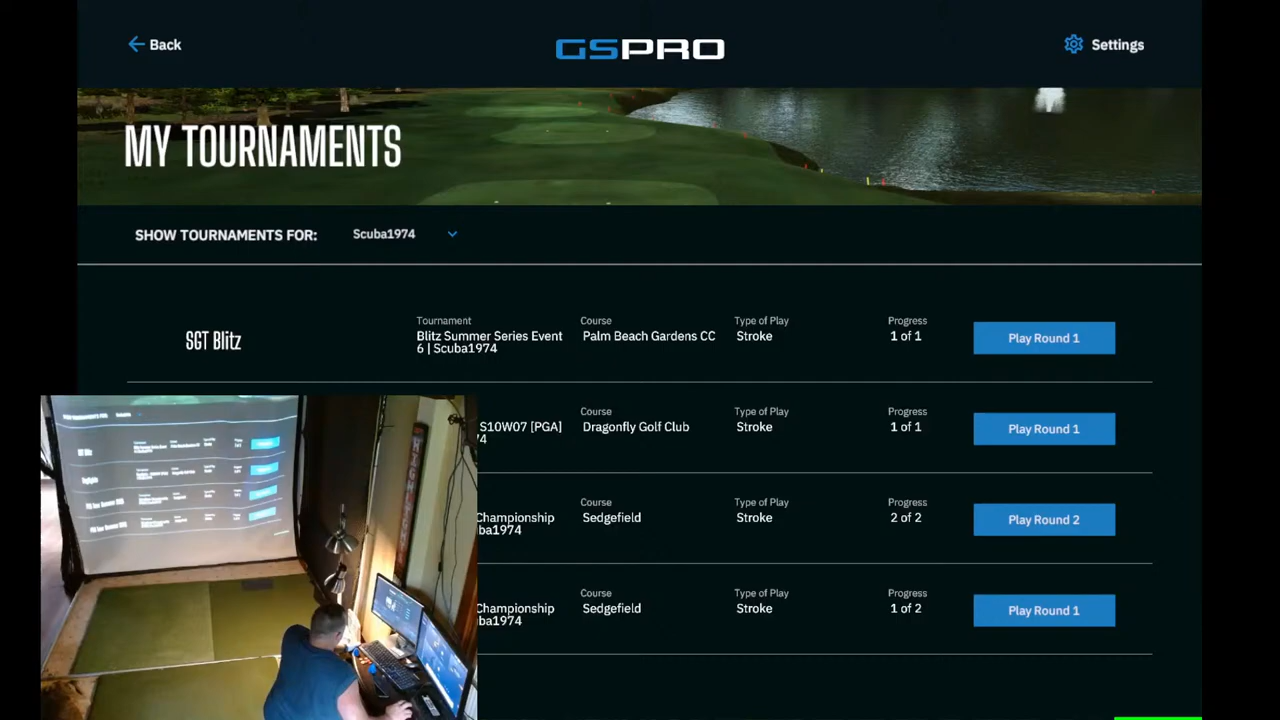 Back
GSPRO
Settings
MY TOURNAMENTS
SHOW TOURNAMENTS FOR: Scuba1974
SGT Blitz
Tournament
Blitz Summer Series Event
6 | Scuba1974
Course
Palm Beach Gardens CC
Type of Play
Stroke
Progress
1 of 1
Play Round 1
S10W07 [PGA]
74
Course
Dragonfly Golf Club
Type of Play
Stroke
Progress
1 of 1
Play Round 1
Championship
ba1974
Course
Sedgefield
Type of Play
Stroke
Progress
2 of 2
Play Round 2
Championship
ba1974
Course
Sedgefield
Type of Play
Stroke
Progress
1 of 2
Play Round 1